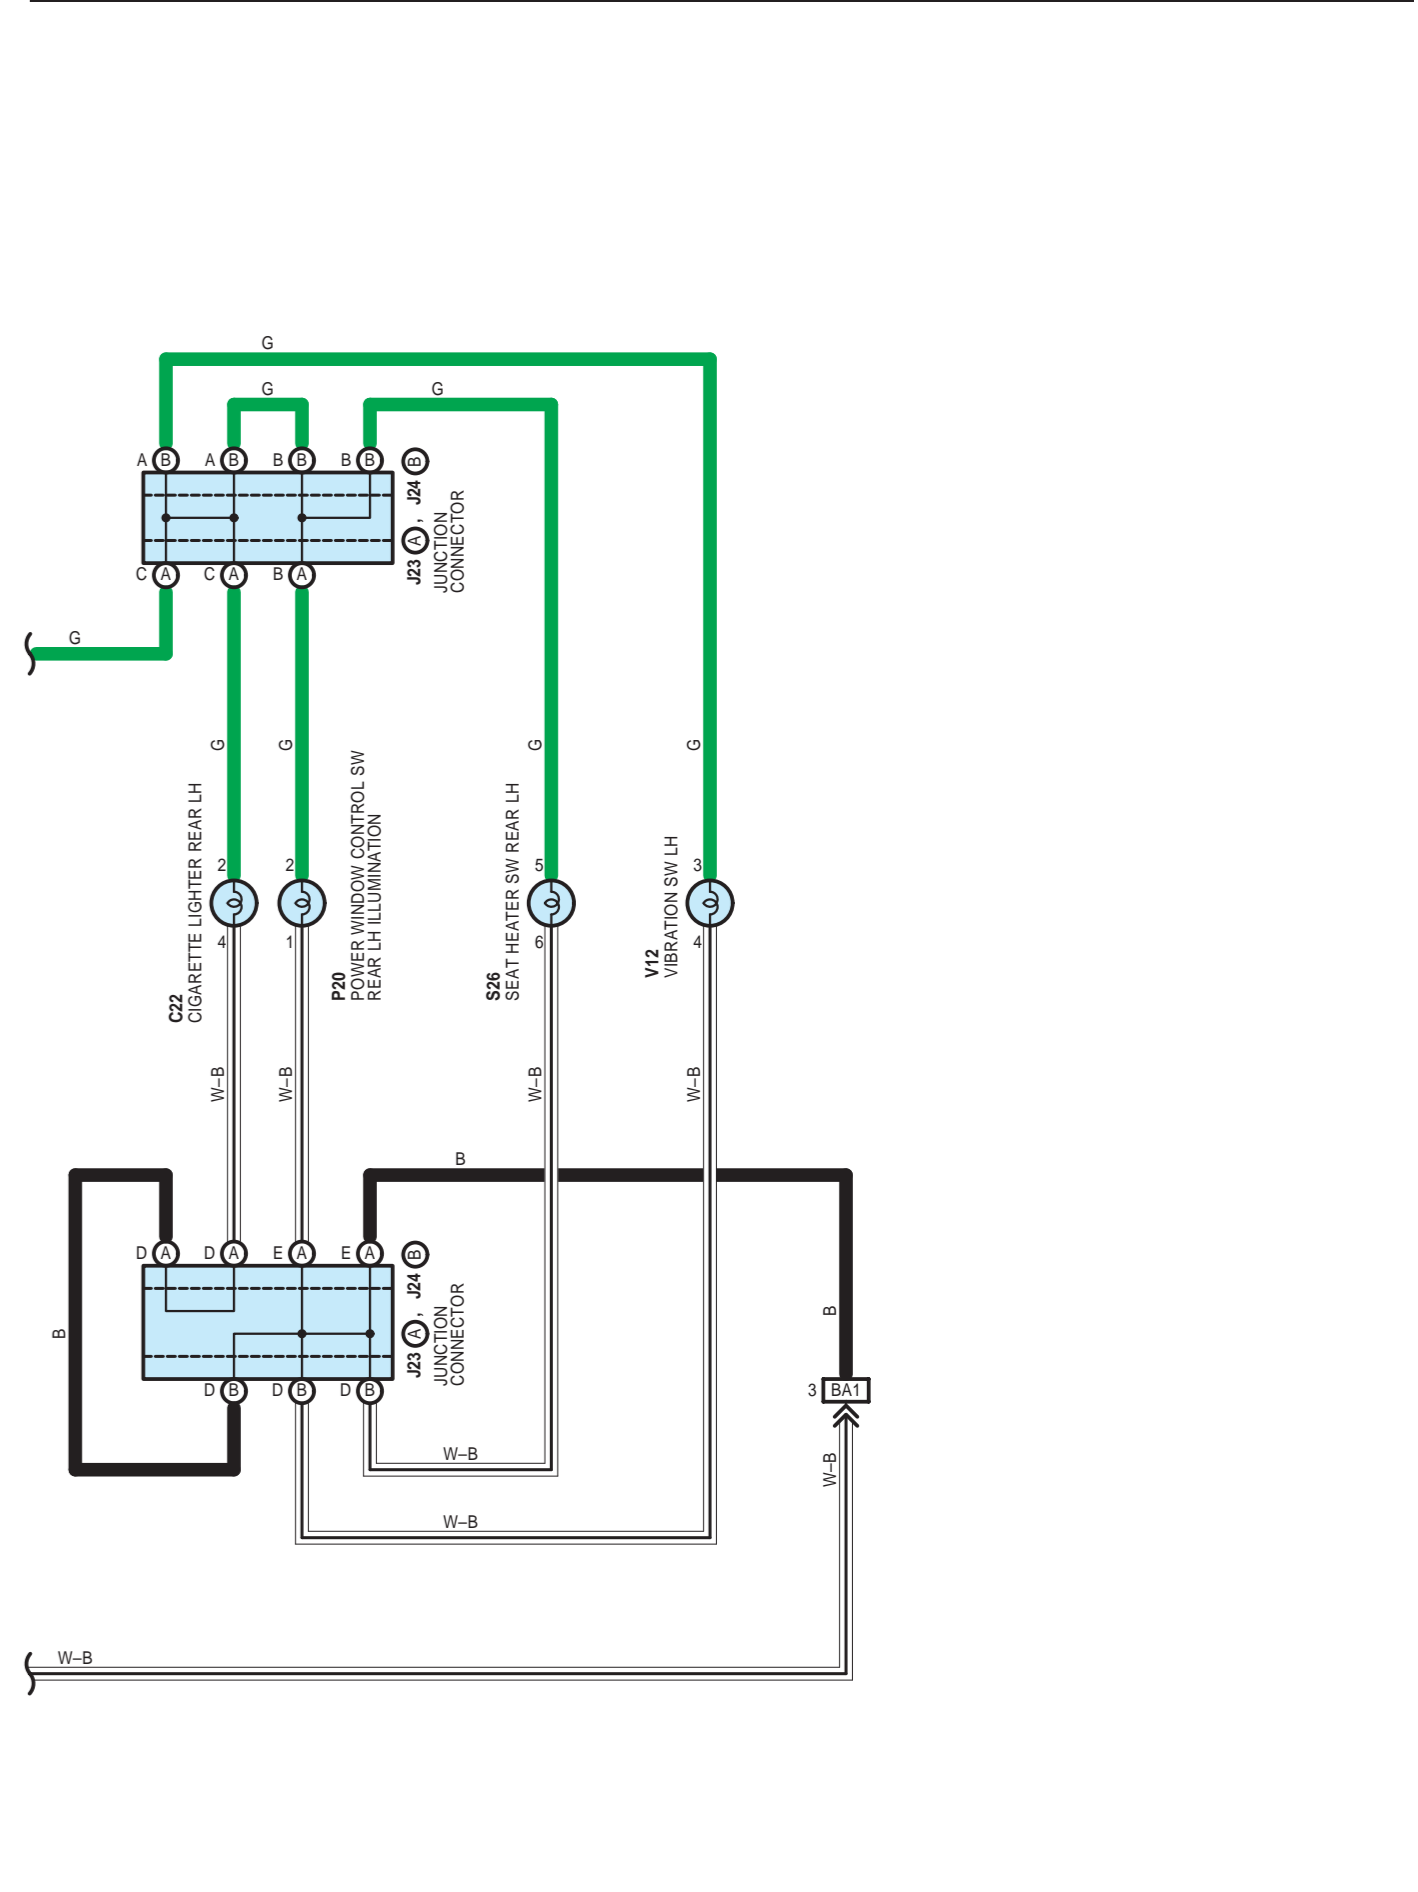 G
G
G
A B
A B
B B
B B
J23 A , J24 B
JUNCTION
CONNECTOR
C A
C A
B A
G
G
G
G
G
2
2
5
3
C22
CIGARETTE LIGHTER REAR LH
P20
POWER WINDOW CONTROL SW
REAR LH ILLUMINATION
S26
SEAT HEATER SW REAR LH
V12
VIBRATION SW LH
4
1
6
4
W–B
W–B
W–B
W–B
B
D A
D A
E A
E A
J23 A , J24 B
JUNCTION
CONNECTOR
B
B
D B
D B
D B
3 BA1
W–B
W–B
W–B
W–B